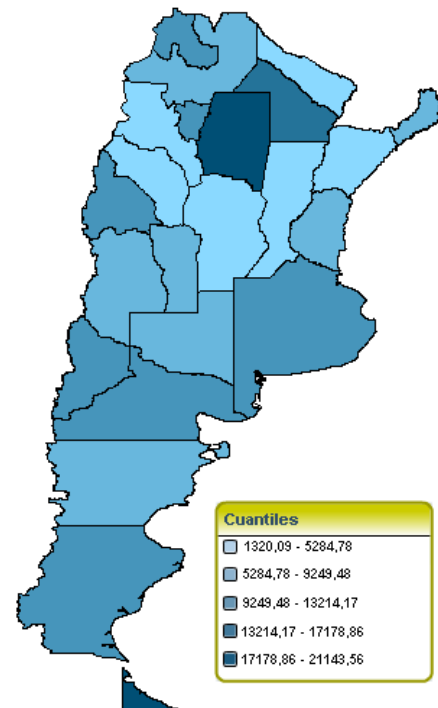 Cuantiles
1320,09 - 5284,78
5284,78 - 9249,48
9249,48 - 13214,17
13214,17 - 17178,86
17178,86 - 21143,56